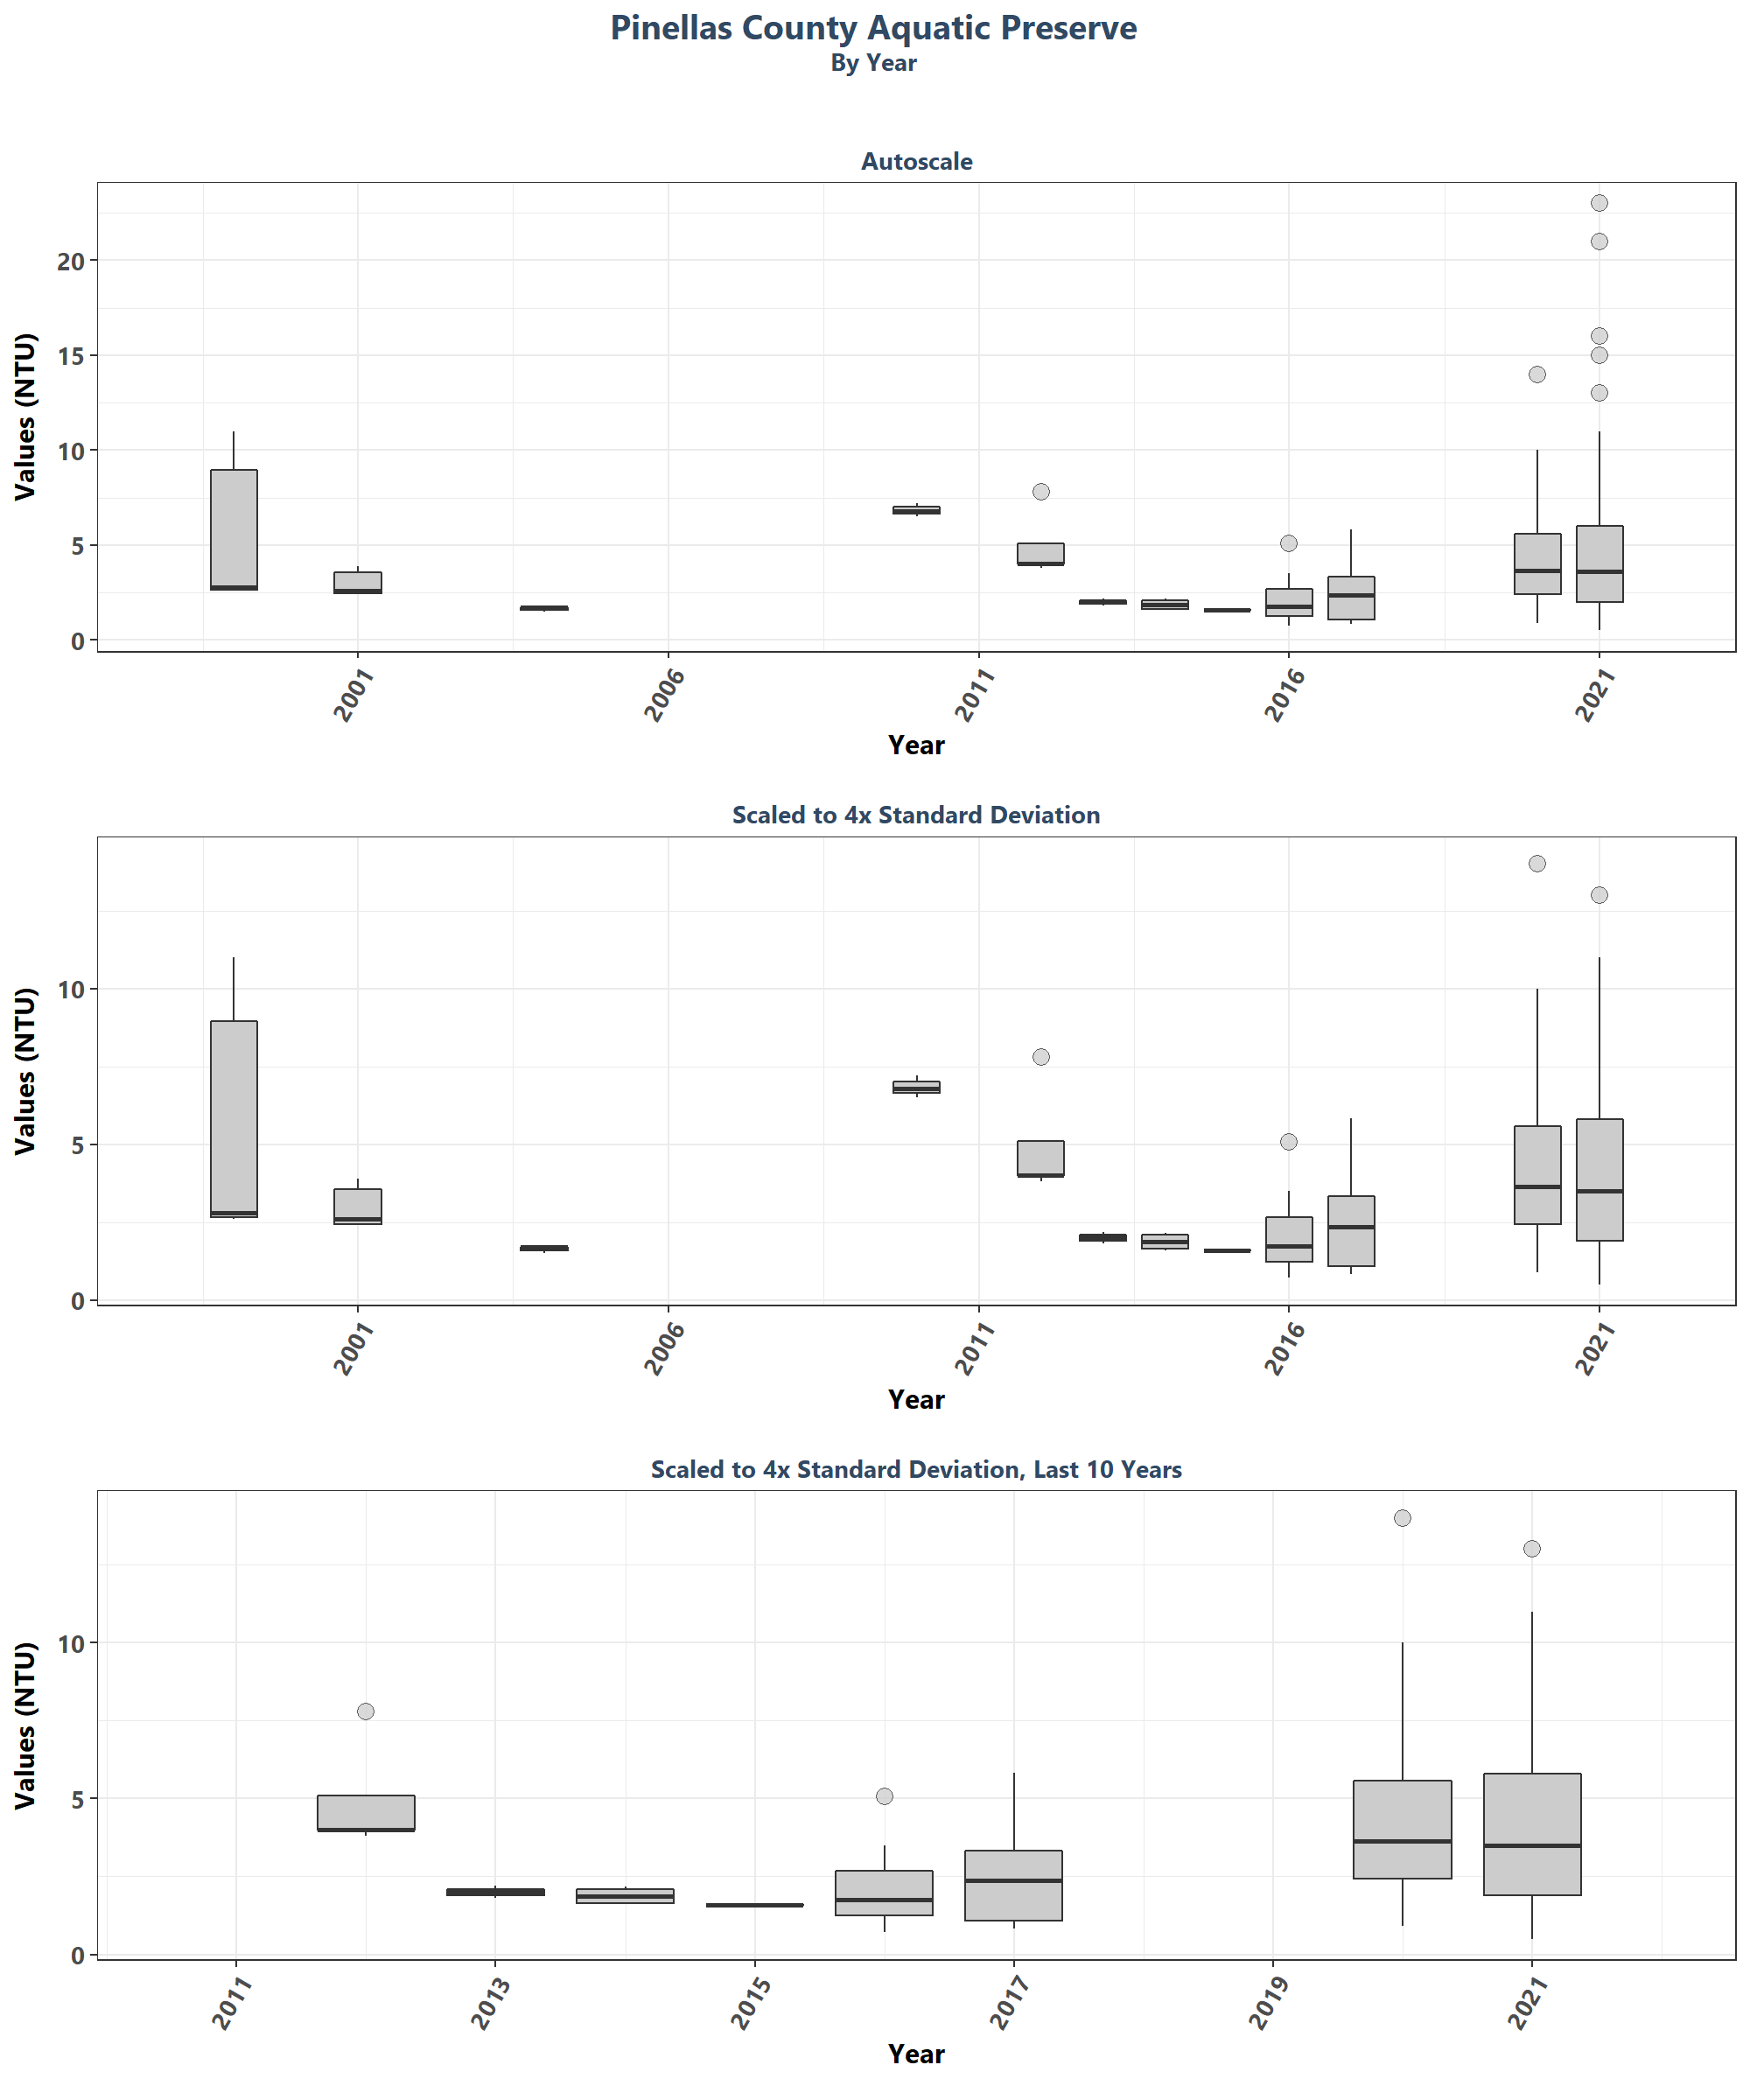 Pinellas County Aquatic Preserve
By Year
Autoscale
Values (NTU)
20
15
10
5
0
2001
2006
2011
2016
2021
Year
Scaled to 4x Standard Deviation
Values (NTU)
10
5
0
2001
2006
2011
2016
2021
Year
Scaled to 4x Standard Deviation, Last 10 Years
Values (NTU)
10
5
0
2011
2013
2015
2017
2019
2021
Year